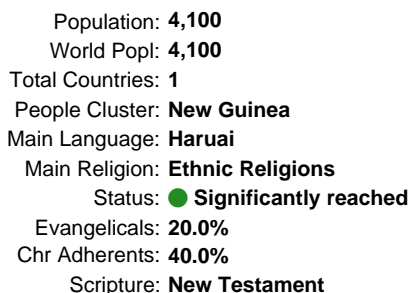 Population: 4,100
World Popl: 4,100
Total Countries: 1
People Cluster: New Guinea
Main Language: Haruai
Main Religion: Ethnic Religions
Status: Significantly reached
Evangelicals: 20.0%
Chr Adherents: 40.0%
Scripture: New Testament